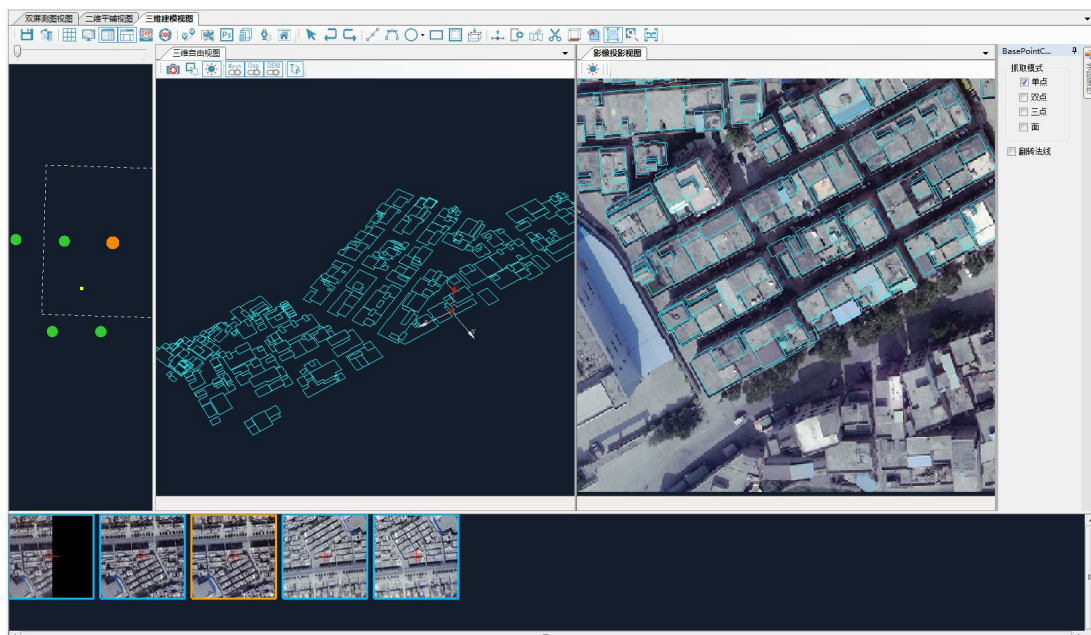 双屏测图视图 二维平铺视图 三维建模视图
三维自由视图
影像投影视图
BasePointC...
Mesh Osg DEM
抓取模式
单点
双点
三点
面
翻转法线
Y